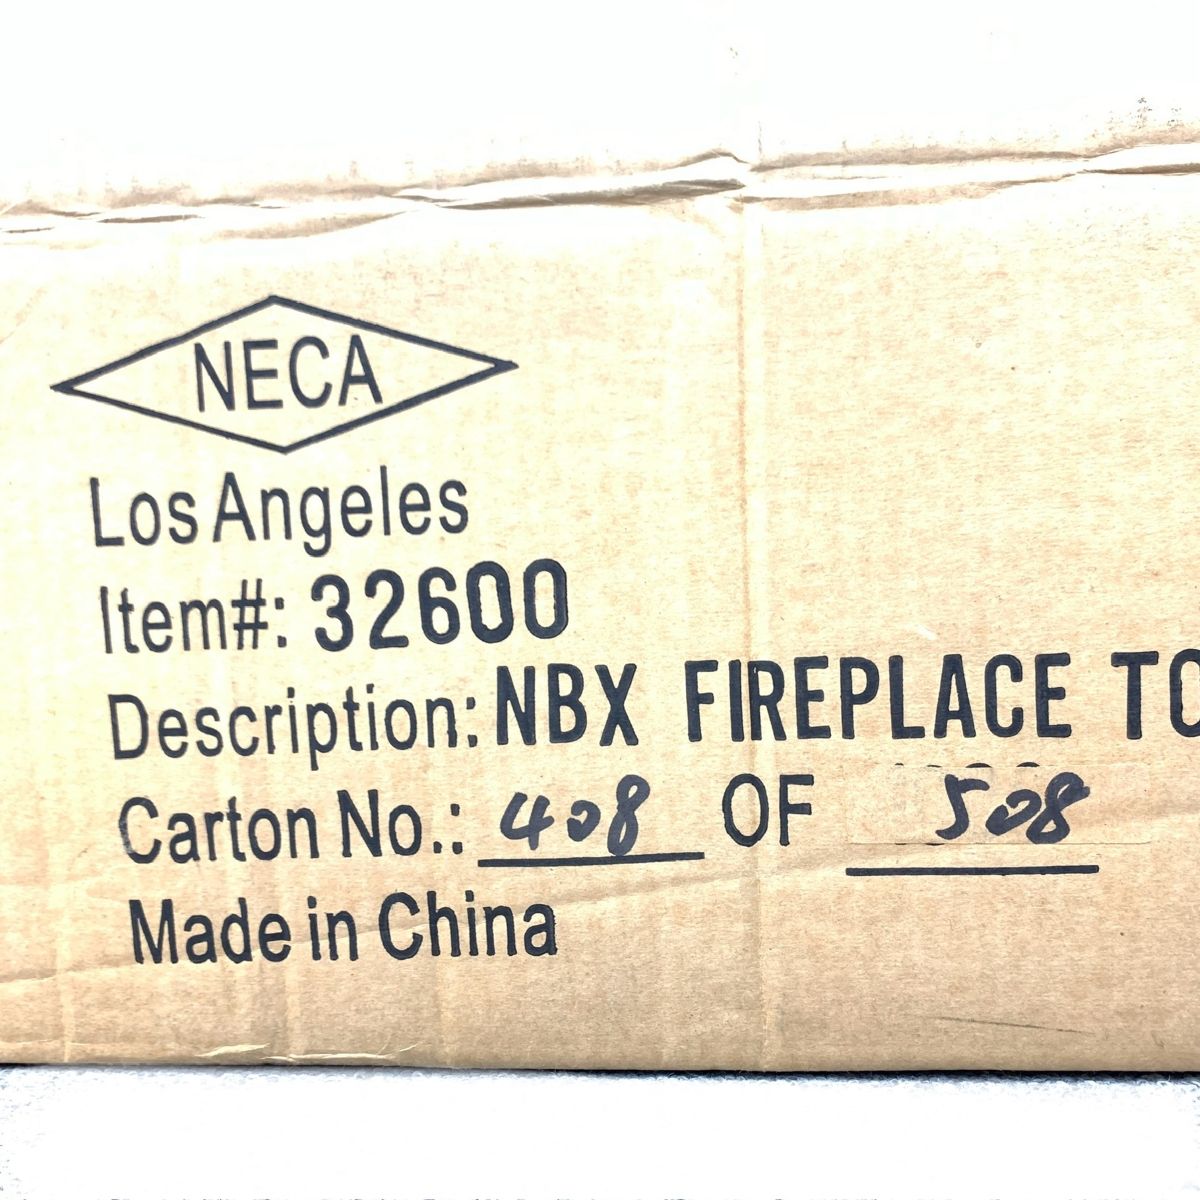 NECA
Los Angeles
Item#: 32600
Description: NBX FIREPLACE TO
Carton No.: 408 OF 508
Made in China